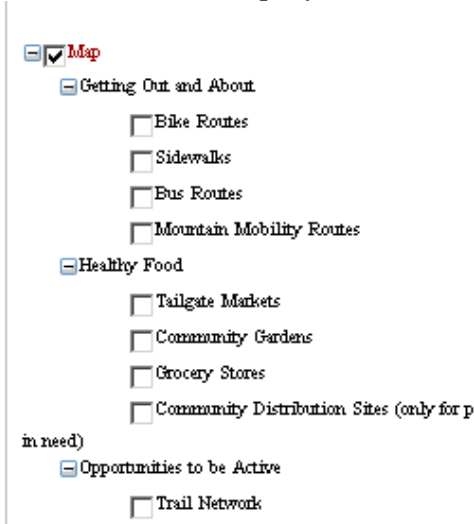 Map
Getting Out and About
Bike Routes
Sidewalks
Bus Routes
Mountain Mobility Routes
Healthy Food
Tailgate Markets
Community Gardens
Grocery Stores
Community Distribution Sites (only for p
in need)
Opportunities to be Active
Trail Network